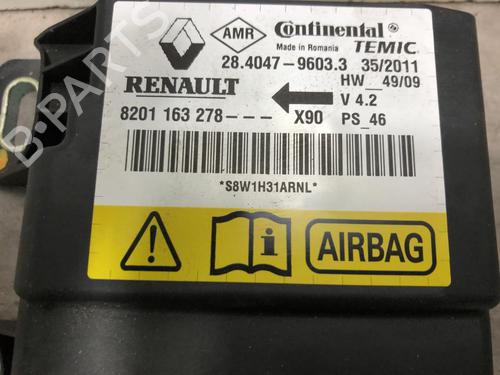 AMR Continental
Made in Romania TEMIC
28.4047-9603.3 35/2011
RENAULT HW_49/09
V 4.2
8201 163 278--- X90 PS_46
*S8W1H31ARNL*
i AIRBAG
B-PARTS